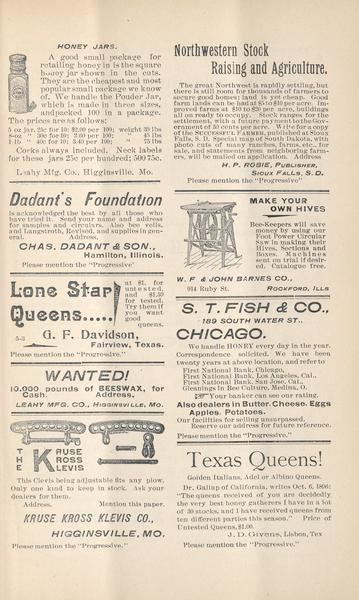 HONEY JARS.
A good small package for
retailing honey in is the square
honey jar shown in the cuts.
They are the cheapest and most
popular small package we know
of. We handle the Ponder Jar,
which is made in three sizes,
and packed 100 in a package.
The prices are as follows:
5 oz jar, 25c for 10; $2.00 per 100; weight 39 lbs
8 oz " 30c for 10; 2.60 per 100; " 45 lbs
1 lb " 40c for 10; 3.40 per 100; " 73 lbs
Corks always included. Neck labels
for these jars 25c per hundred; 500 75c.
Leahy Mfg. Co., Higginsville, Mo.
Dadant's Foundation
is acknowledged the best by all those who
have tried it. Send your name and address
for samples and circulars. Also bee veils,
and Langstroth, Revised, and supplies in gen-
eral. Address,
CHAS. DADANT & SON.,
Hamilton, Illinois.
Please mention the "Progressive'
Lone Star
Queens.....
at $1. for
untested,
and $1.50
for tested.
Try them if
you want
good
queens.
5-3
G. F. Davidson,
Fairview, Texas.
Please mention the "Progressive."
WANTED!
10,000 pounds of BEESWAX, for
Cash. Address.
LEAHY MFG. CO., HIGGINSVILLE, MO.
THE KRUSE
KROSS
KLEVIS
This Clevis being adjustable fits any plow.
Only one kind to keep in stock. Ask your
dealers for them.
Address. Mention this paper.
KRUSE KROSS KLEVIS CO.,
HIGGINSVILLE, MO.
Please mention the "Progressive."
Northwestern Stock
Raising and Agriculture.
The great Northwest is rapidly settling, but
there is still room for thousands of farmers to
secure good homes; land is yet cheap. Good
farm lands can be had at $5 to $10 per acre. Im-
proved farms at $10 to $20 per acre, buildings
all on ready to occupy. Stock ranges for the
settlement, with a future payment to the Gov-
ernment of 50 cents per acre. Write for a copy
of the SUCCESSFUL FARMER, published at Sioux
Falls, S. D. Special map of South Dakota, with
photo cuts of many ranches, farms, etc., for
sale, and statements from neighboring farm-
ers, will be mailed on application. Address
H. P. ROBIE, PUBLISHER,
SIOUX FALLS, S. D.
Please mention the "Progressive"
MAKE YOUR
OWN HIVES
Bee-Keepers will save
money by using our
Foot Power Circular
Saw in making their
Hives, Sections and
Boxes. Machines
sent on trial if desir-
ed. Catalogue free.
W. F & JOHN BARNES CO.,
914 Ruby St. ROCKFORD, ILLS
S. T. FISH & CO.,
189 SOUTH WATER ST..
CHICAGO.
We handle HONEY every day in the year.
Correspondence solicited. We have been
twenty years at above location, and refer to
First National Bank, Chicago,
First National Bank, Los Angeles, Cal..
First National Bank, San Jose, Cal.,
Gleanings in Bee Culture, Medina, O.
Your banker can see our rating.
Also dealers in Butter. Cheese. Eggs
Apples. Potatoes.
Our facilities for selling unsurpassed.
Reserve our address for future reference.
Please mention the "Progressive."
Texas Queens!
Golden Italians, Adel or Albino Queens.
Dr. Gallup of California, writes Oct. 6, 1896:
"The queens received of you are decidedly
the very best honey gatherers I have in a lot
of 30 stocks, and I have received queens from
ten different parties this season." Price of
Untested Queens, $1.00.
J. D. GIVENS, Lisbon, Tex
Please mention the "Progressive."